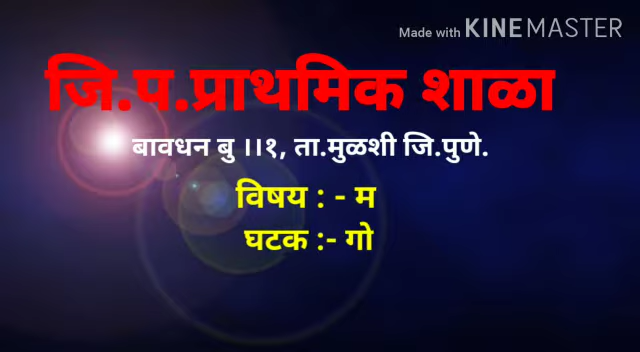 Made with KINEMASTER
जि.प.प्राथमिक शाळा
बावधन बु ।।१, ता.मुळशी जि.पुणे.
विषय : - म
घटक :- गो